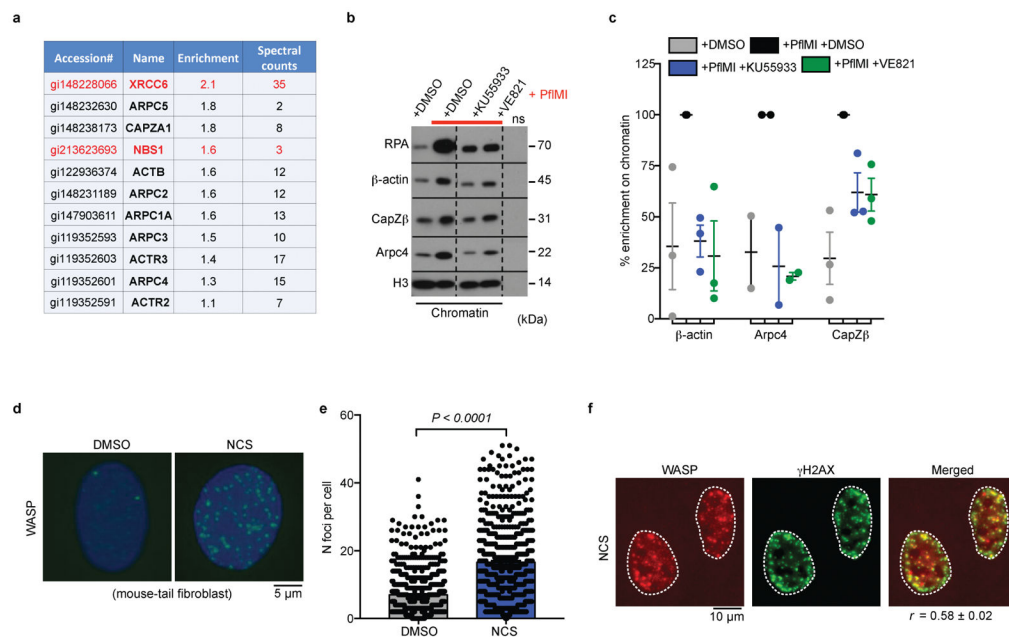 a
Accession# Name Enrichment Spectral counts
gi148228066 XRCC6 2.1 35
gi148232630 ARPC5 1.8 2
gi148238173 CAPZA1 1.8 8
gi213623693 NBS1 1.6 3
gi122936374 ACTB 1.6 12
gi148231189 ARPC2 1.6 12
gi147903611 ARPC1A 1.6 13
gi119352593 ARPC3 1.5 10
gi119352603 ACTR3 1.4 17
gi119352601 ARPC4 1.3 15
gi119352591 ACTR2 1.1 7
b
+DMSO +DMSO +KU55933 +VE821 + PflMI
ns
RPA 70
β-actin 45
CapZβ 31
Arpc4 22
H3 14
Chromatin (kDa)
c
+DMSO +PflMI +DMSO
+PflMI +KU55933 +PflMI +VE821
% enrichment on chromatin
125
100
75
50
25
0
β-actin Arpc4 CapZβ
d
DMSO NCS
WASP
(mouse-tail fibroblast) 5 µm
e
P < 0.0001
N foci per cell
60
40
20
0
DMSO NCS
f
WASP γH2AX Merged
NCS
10 µm r = 0.58 ± 0.02